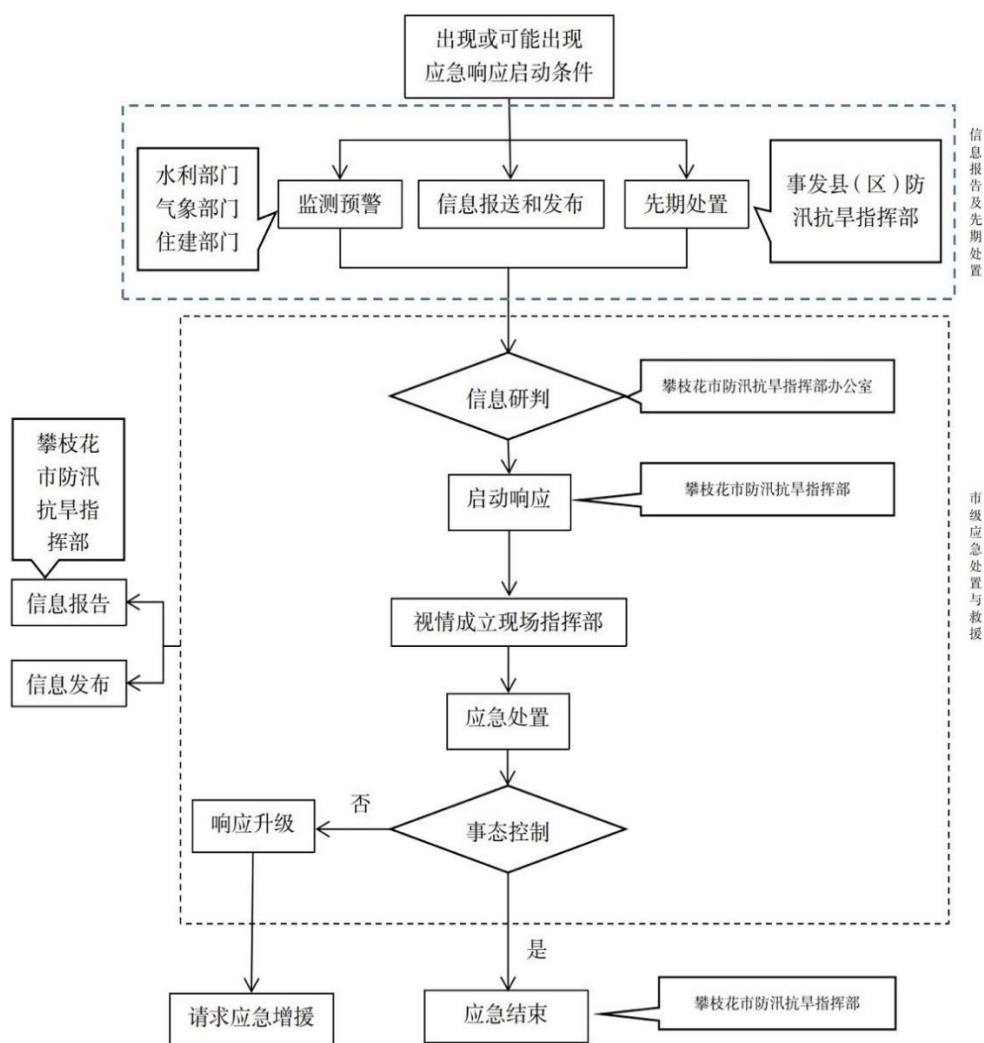 出现或可能出现
应急响应启动条件
信息报告及先期处置
水利部门
气象部门
住建部门
监测预警
信息报送和发布
先期处置
事发县（区）防
汛抗旱指挥部
信息研判
攀枝花市防汛抗旱指挥部办公室
攀枝花
市防汛
抗旱指
挥部
启动响应
攀枝花市防汛抗旱指挥部
市级应急处置与救援
信息报告
视情成立现场指挥部
信息发布
应急处置
否
响应升级
事态控制
是
请求应急增援
应急结束
攀枝花市防汛抗旱指挥部